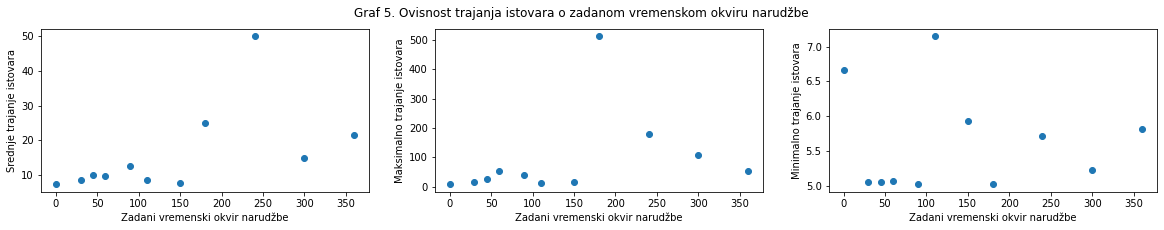 Graf 5. Ovisnost trajanja istovara o zadanom vremenskom okviru narudžbe
Srednje trajanje istovara
50
40
30
20
10
0 50 100 150 200 250 300 350
Zadani vremenski okvir narudžbe
Maksimalno trajanje istovara
500
400
300
200
100
0
0 50 100 150 200 250 300 350
Zadani vremenski okvir narudžbe
Minimalno trajanje istovara
7.0
6.5
6.0
5.5
5.0
0 50 100 150 200 250 300 350
Zadani vremenski okvir narudžbe